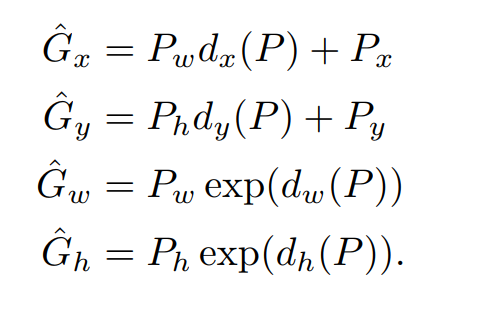 Ĝ_x = P_w d_x(P) + P_x
Ĝ_y = P_h d_y(P) + P_y
Ĝ_w = P_w exp(d_w(P))
Ĝ_h = P_h exp(d_h(P)).